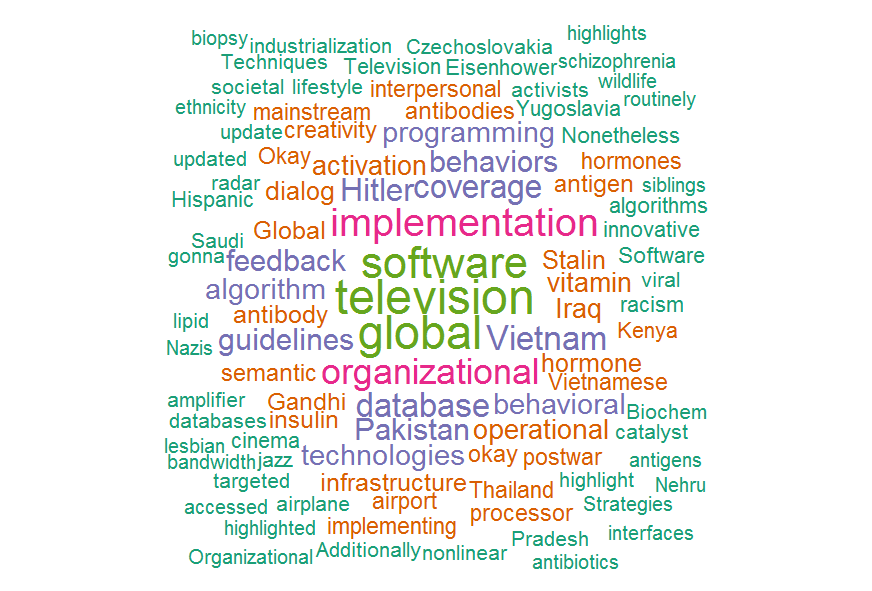 biopsy industrialization Czechoslovakia highlights
Techniques Television Eisenhower schizophrenia
societal lifestyle interpersonal activists wildlife
ethnicity mainstream antibodies Yugoslavia routinely
update creativity programming Nonetheless
updated Okay activation behaviors hormones
radar dialog Hitler coverage antigen siblings
Hispanic Global implementation innovative algorithms
Saudi
gonna feedback software Stalin Software
algorithm television vitamin viral
lipid antibody global Iraq racism
Nazis guidelines Vietnam Kenya
semantic organizational hormone
Vietnamese
amplifier Gandhi database behavioral Biochem
databases insulin Pakistan operational catalyst
lesbian cinema
bandwidth jazz technologies okay postwar antigens
targeted infrastructure Thailand highlight Nehru
accessed airplane airport processor Strategies
highlighted implementing Pradesh interfaces
Organizational Additionally nonlinear antibiotics